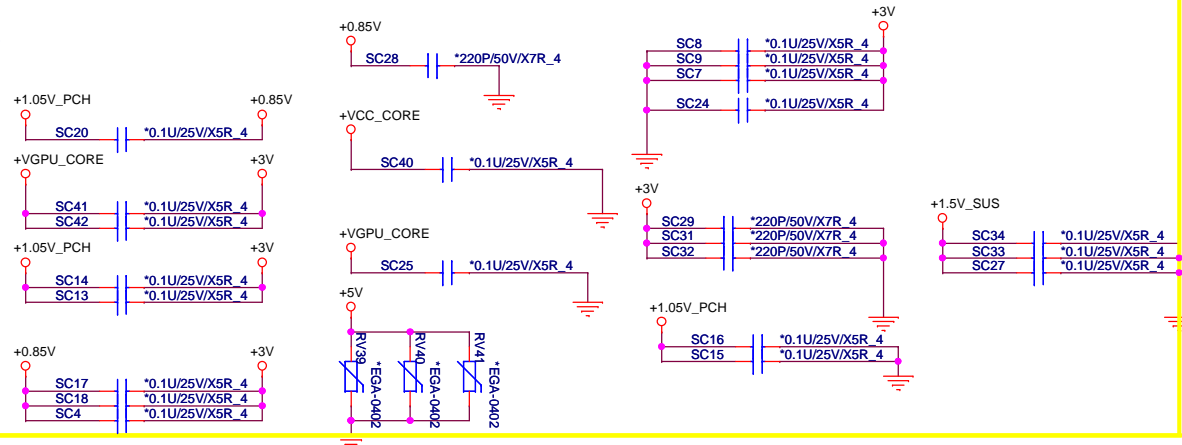 +1.05V_PCH
+0.85V
SC20
*0.1U/25V/X5R_4
+VGPU_CORE
+3V
SC41
*0.1U/25V/X5R_4
SC42
*0.1U/25V/X5R_4
+1.05V_PCH
+3V
SC14
*0.1U/25V/X5R_4
SC13
*0.1U/25V/X5R_4
+0.85V
+3V
SC17
*0.1U/25V/X5R_4
SC18
*0.1U/25V/X5R_4
SC4
*0.1U/25V/X5R_4
+0.85V
SC28
*220P/50V/X7R_4
+VCC_CORE
SC40
*0.1U/25V/X5R_4
+VGPU_CORE
SC25
*0.1U/25V/X5R_4
+5V
RV39
*EGA-0402
RV40
*EGA-0402
RV41
*EGA-0402
+3V
SC8
*0.1U/25V/X5R_4
SC9
*0.1U/25V/X5R_4
SC7
*0.1U/25V/X5R_4
SC24
*0.1U/25V/X5R_4
+3V
SC29
*220P/50V/X7R_4
SC31
*220P/50V/X7R_4
SC32
*220P/50V/X7R_4
+1.05V_PCH
SC16
*0.1U/25V/X5R_4
SC15
*0.1U/25V/X5R_4
+1.5V_SUS
SC34
*0.1U/25V/X5R_4
SC33
*0.1U/25V/X5R_4
SC27
*0.1U/25V/X5R_4